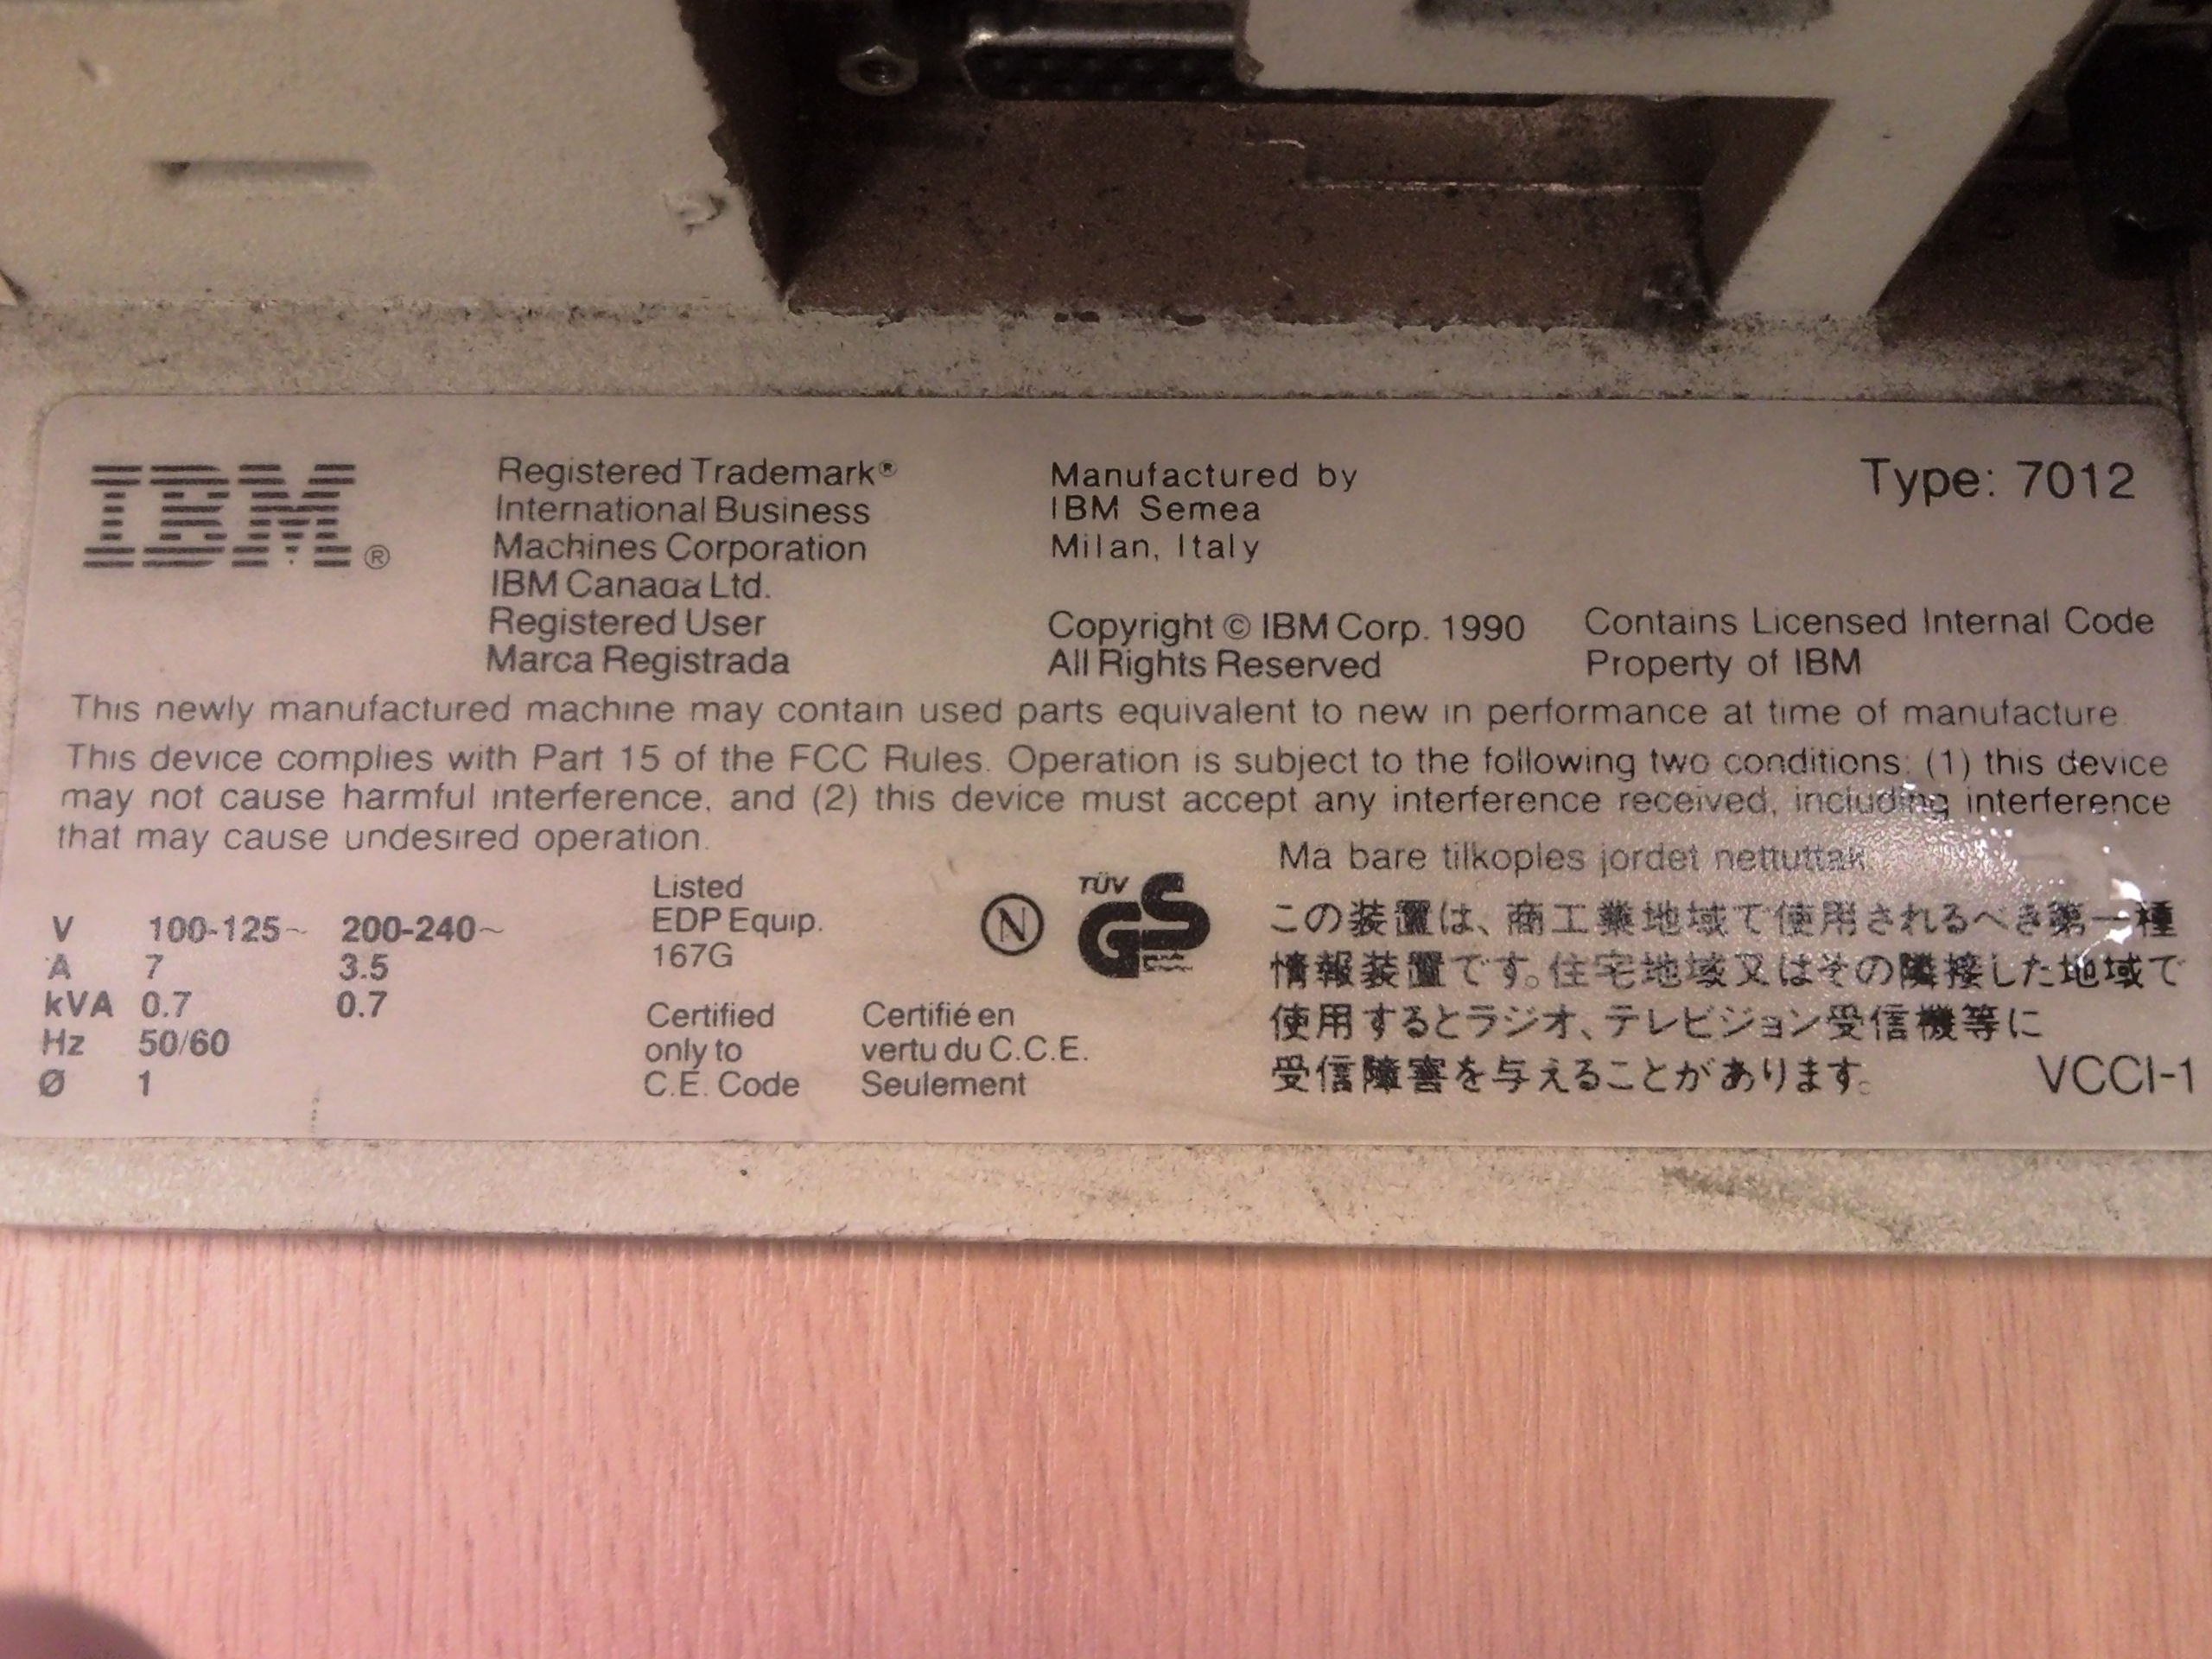 IBM®
Registered Trademark®
International Business
Machines Corporation
IBM Canada Ltd.
Registered User
Marca Registrada
Manufactured by
IBM Semea
Milan, Italy
Type: 7012
Copyright © IBM Corp. 1990
All Rights Reserved
Contains Licensed Internal Code
Property of IBM
This newly manufactured machine may contain used parts equivalent to new in performance at time of manufacture.
This device complies with Part 15 of the FCC Rules. Operation is subject to the following two conditions: (1) this device
may not cause harmful interference, and (2) this device must accept any interference received, including interference
that may cause undesired operation.
V 100-125~ 200-240~
A 7 3.5
kVA 0.7 0.7
Hz 50/60
Ø 1
Listed
EDP Equip.
167G
Certified
only to
C.E. Code
Certifié en
vertu du C.C.E.
Seulement
N
TÜV
GS
Ma bare tilkoples jordet nettuttak
この装置は、商工業地域で使用されるべき第一種
情報装置です。住宅地域又はその隣接した地域で
使用するとラジオ、テレビジョン受信機等に
受信障害を与えることがあります。
VCCI-1